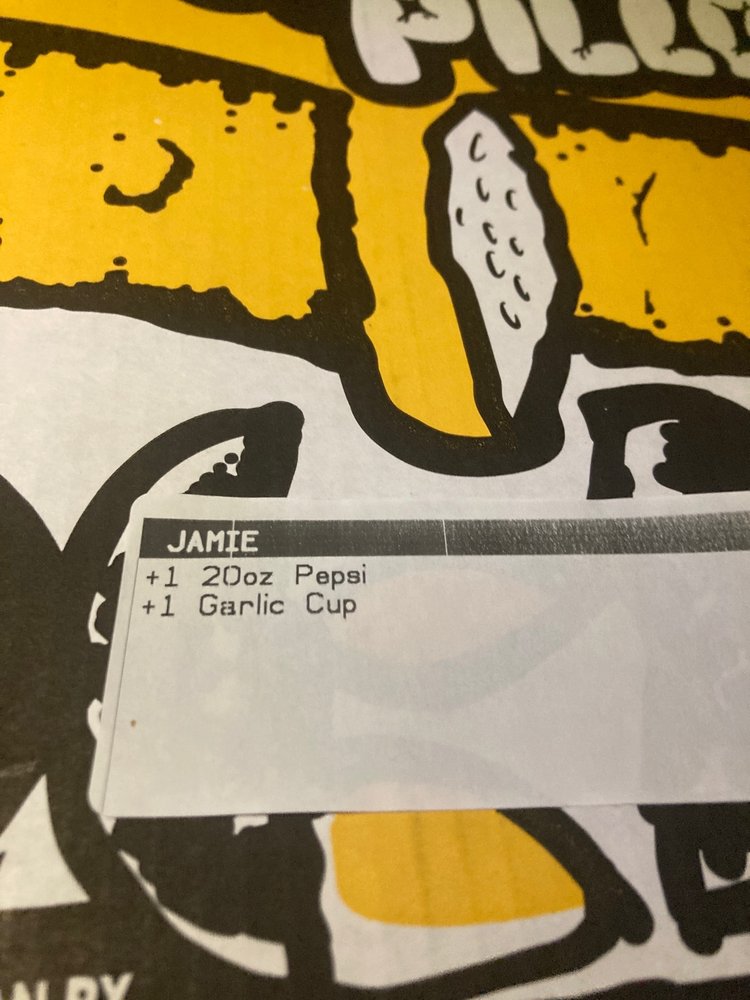 JAMIE
+1 20oz Pepsi
+1 Garlic Cup